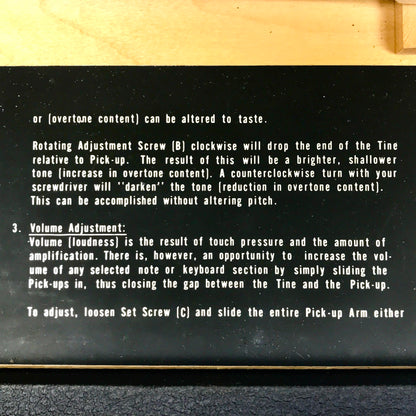 or (overtone content) can be altered to taste.
Rotating Adjustment Screw (B) clockwise will drop the end of the Tine
relative to Pick-up. The result of this will be a brighter, shallower
tone (increase in overtone content). A counterclockwise turn with your
screwdriver will "darken" the tone (reduction in overtone content).
This can be accomplished without altering pitch.
3. Volume Adjustment:
Volume (loudness) is the result of touch pressure and the amount of
amplification. There is, however, an opportunity to increase the vol-
ume of any selected note or keyboard section by simply sliding the
Pick-ups in, thus closing the gap between the Tine and the Pick-up.
To adjust, loosen Set Screw (C) and slide the entire Pick-up Arm either